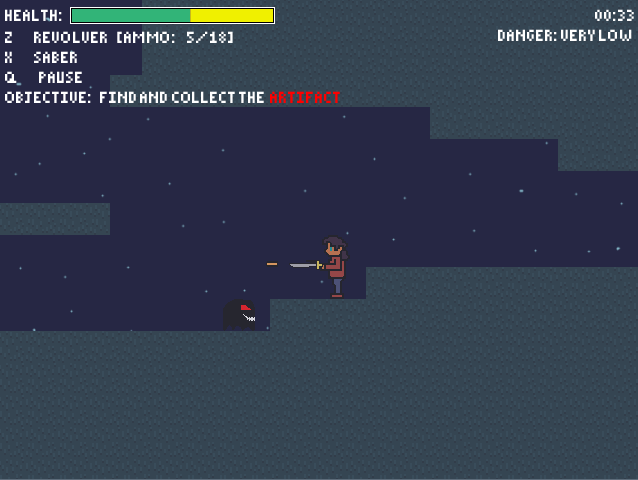 HEALTH:
00:33
Z REVOLVER [AMMO: 5/18]
DANGER: VERY LOW
X SABER
Q PAUSE
OBJECTIVE: FIND AND COLLECT THE ARTIFACT